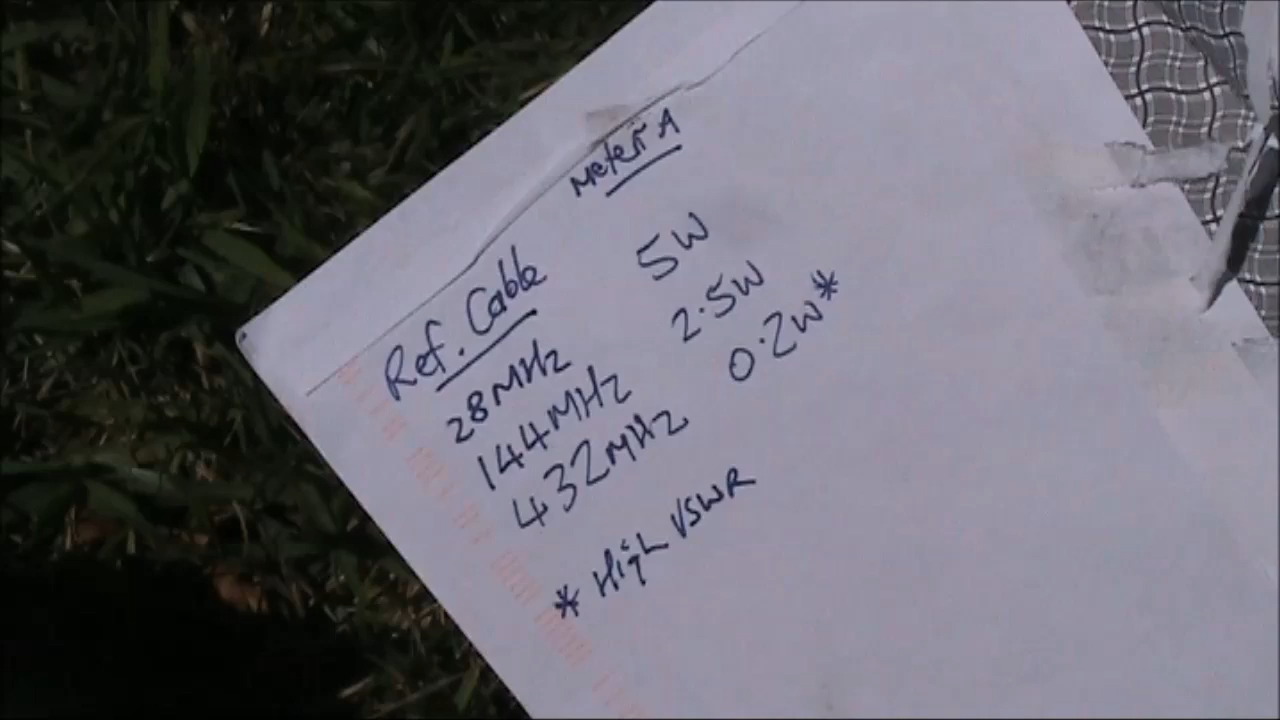 Meter A
Ref. Cable
28MHz 5W
144MHz 2.5W
432MHz 0.2W*
* High VSWR